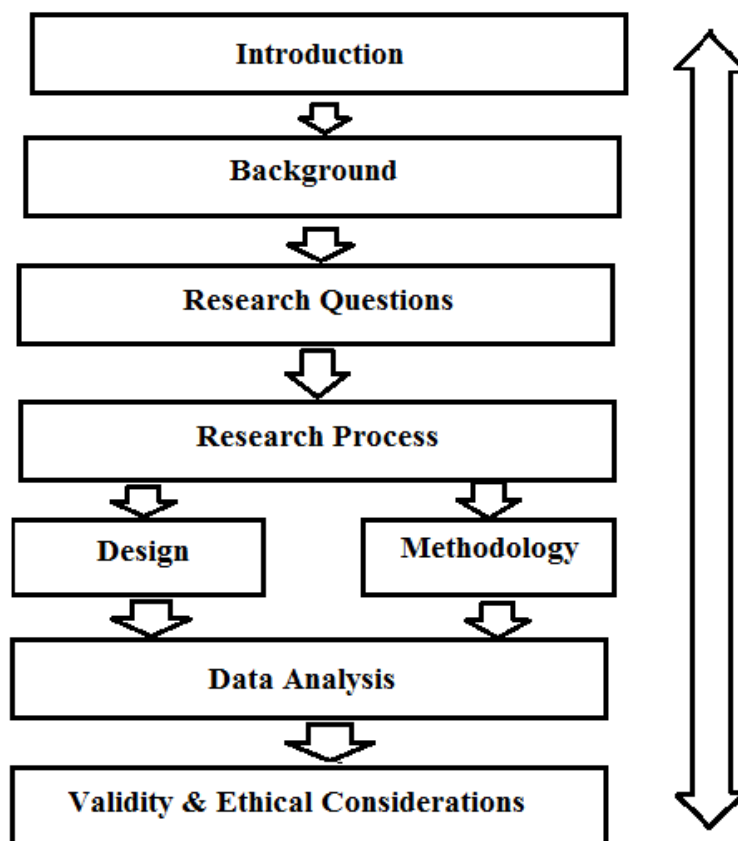 Introduction
Background
Research Questions
Research Process
Design
Methodology
Data Analysis
Validity & Ethical Considerations